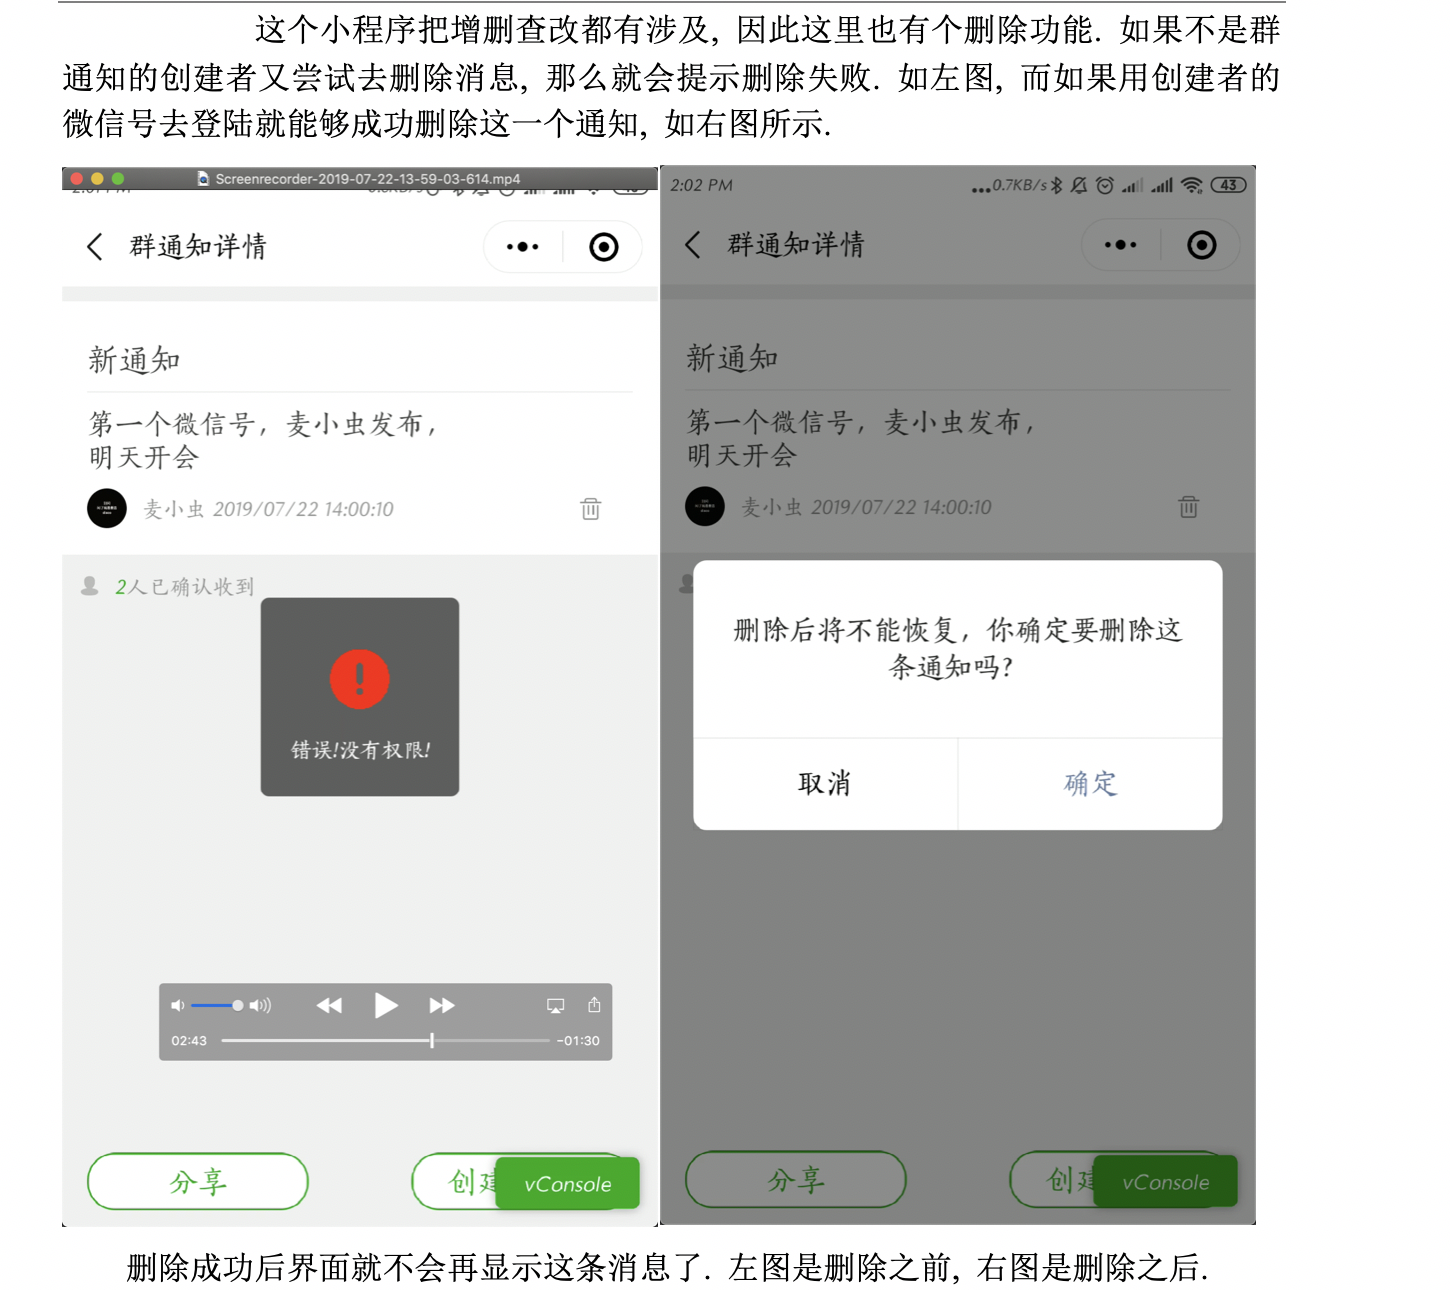 这个小程序把增删查改都有涉及, 因此这里也有个删除功能. 如果不是群
通知的创建者又尝试去删除消息, 那么就会提示删除失败. 如左图, 而如果用创建者的
微信号去登陆就能够成功删除这一个通知, 如右图所示.
Screenrecorder-2019-07-22-13-59-03-614.mp4
群通知详情
新通知
第一个微信号，麦小虫发布，
明天开会
麦小虫 2019/07/22 14:00:10
2人已确认收到
错误!没有权限!
02:43
-01:30
分享
创建
vConsole
2:02 PM
...0.7KB/s
43
群通知详情
新通知
第一个微信号，麦小虫发布，
明天开会
麦小虫 2019/07/22 14:00:10
删除后将不能恢复，你确定要删除这
条通知吗?
取消
确定
分享
创建
vConsole
删除成功后界面就不会再显示这条消息了. 左图是删除之前, 右图是删除之后.